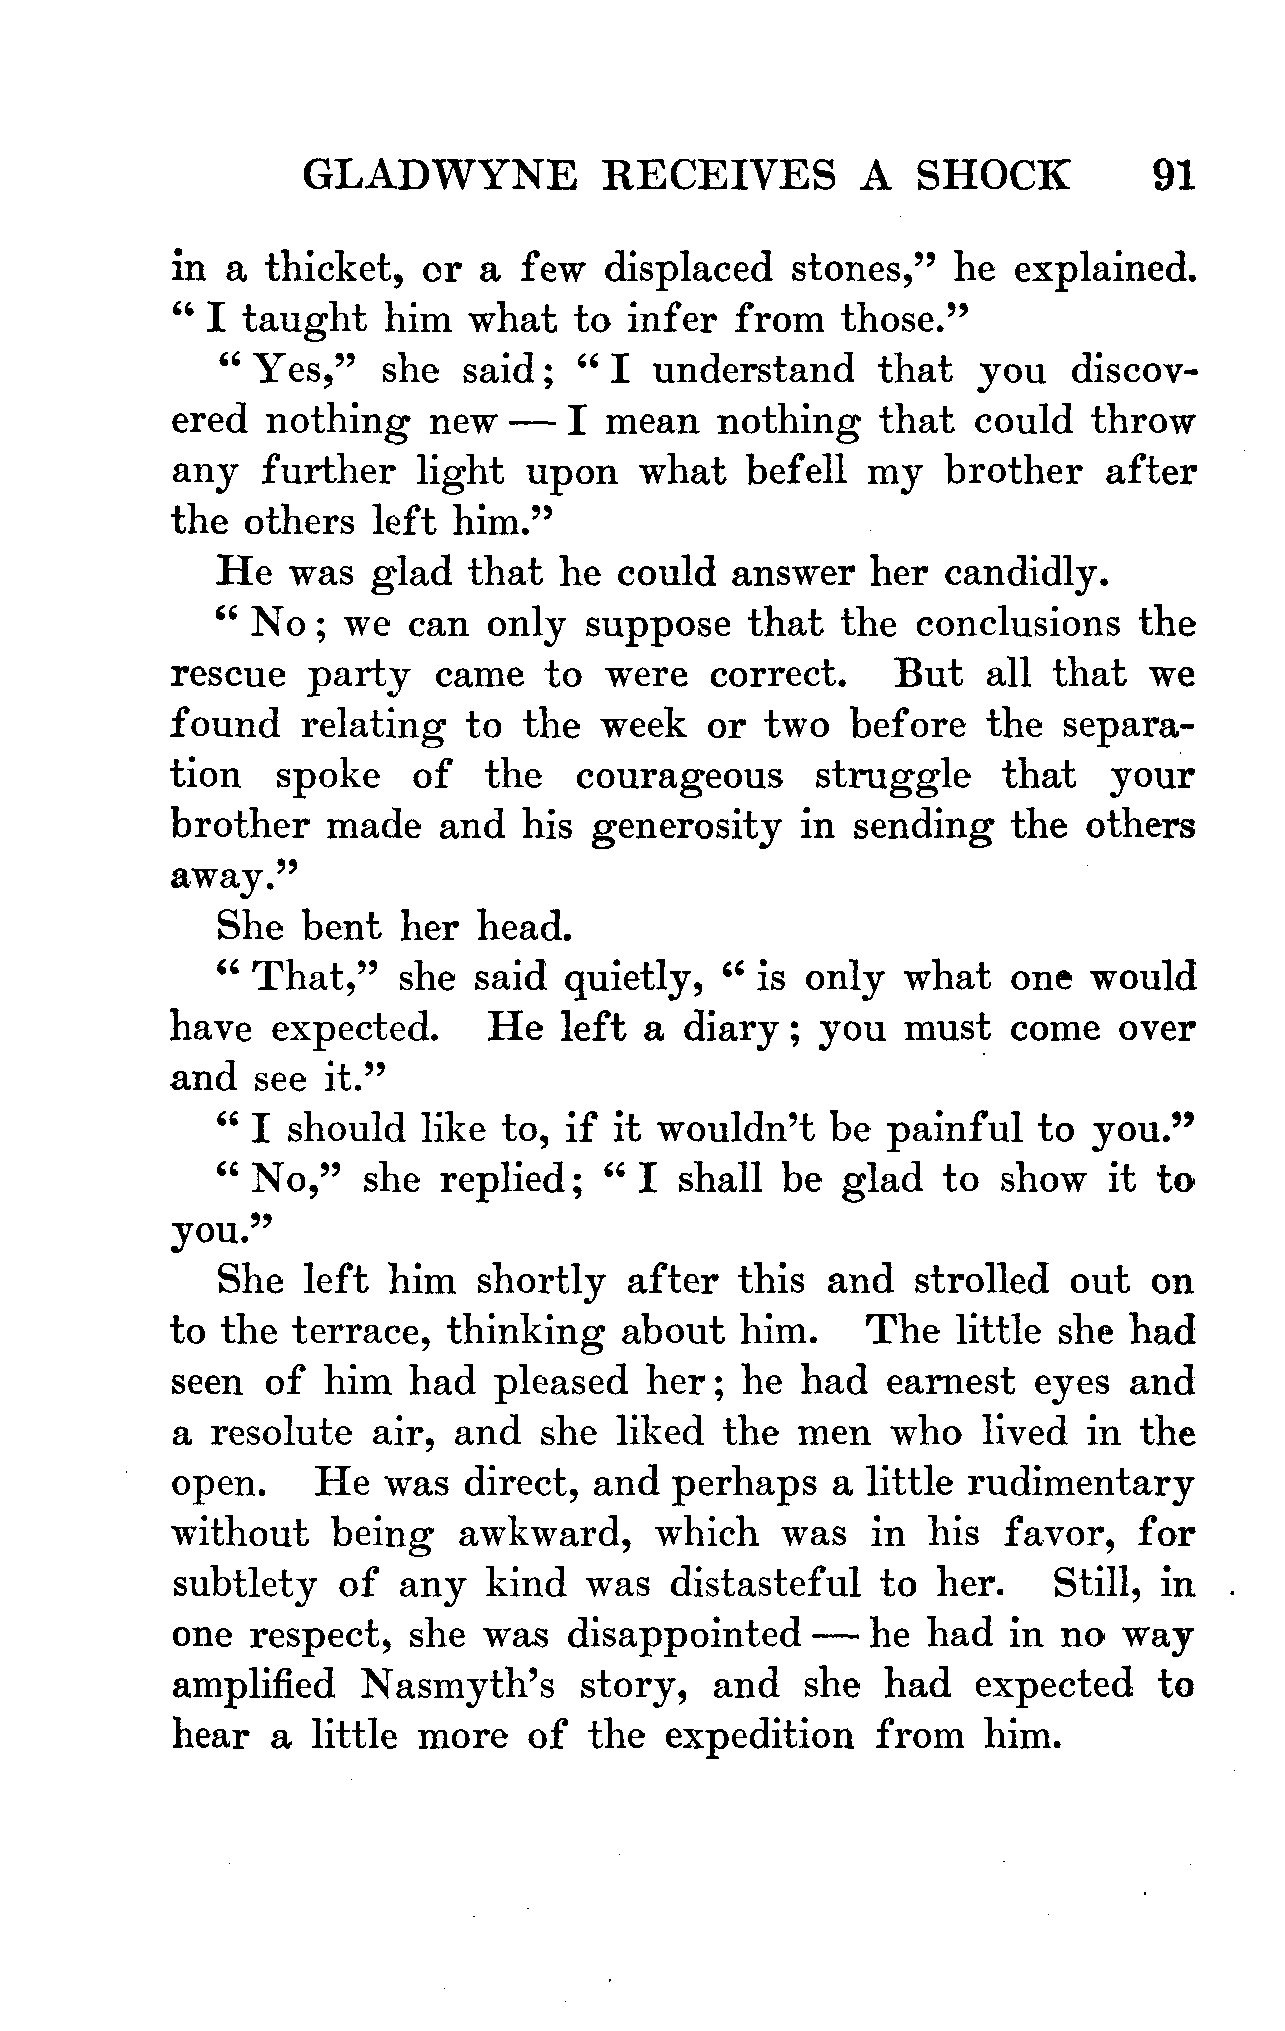 GLADWYNE RECEIVES A SHOCK 91
in a thicket, or a few displaced stones,” he explained.
“ I taught him what to infer from those.”
“ Yes,” she said; “ I understand that you discov-
ered nothing new — I mean nothing that could throw
any further light upon what befell my brother after
the others left him.”
He was glad that he could answer her candidly.
“ No; we can only suppose that the conclusions the
rescue party came to were correct. But all that we
found relating to the week or two before the separa-
tion spoke of the courageous struggle that your
brother made and his generosity in sending the others
away.”
She bent her head.
“ That,” she said quietly, “ is only what one would
have expected. He left a diary; you must come over
and see it.”
“ I should like to, if it wouldn’t be painful to you.”
“ No,” she replied; “ I shall be glad to show it to
you.”
She left him shortly after this and strolled out on
to the terrace, thinking about him. The little she had
seen of him had pleased her; he had earnest eyes and
a resolute air, and she liked the men who lived in the
open. He was direct, and perhaps a little rudimentary
without being awkward, which was in his favor, for
subtlety of any kind was distasteful to her. Still, in
one respect, she was disappointed — he had in no way
amplified Nasmyth’s story, and she had expected to
hear a little more of the expedition from him.